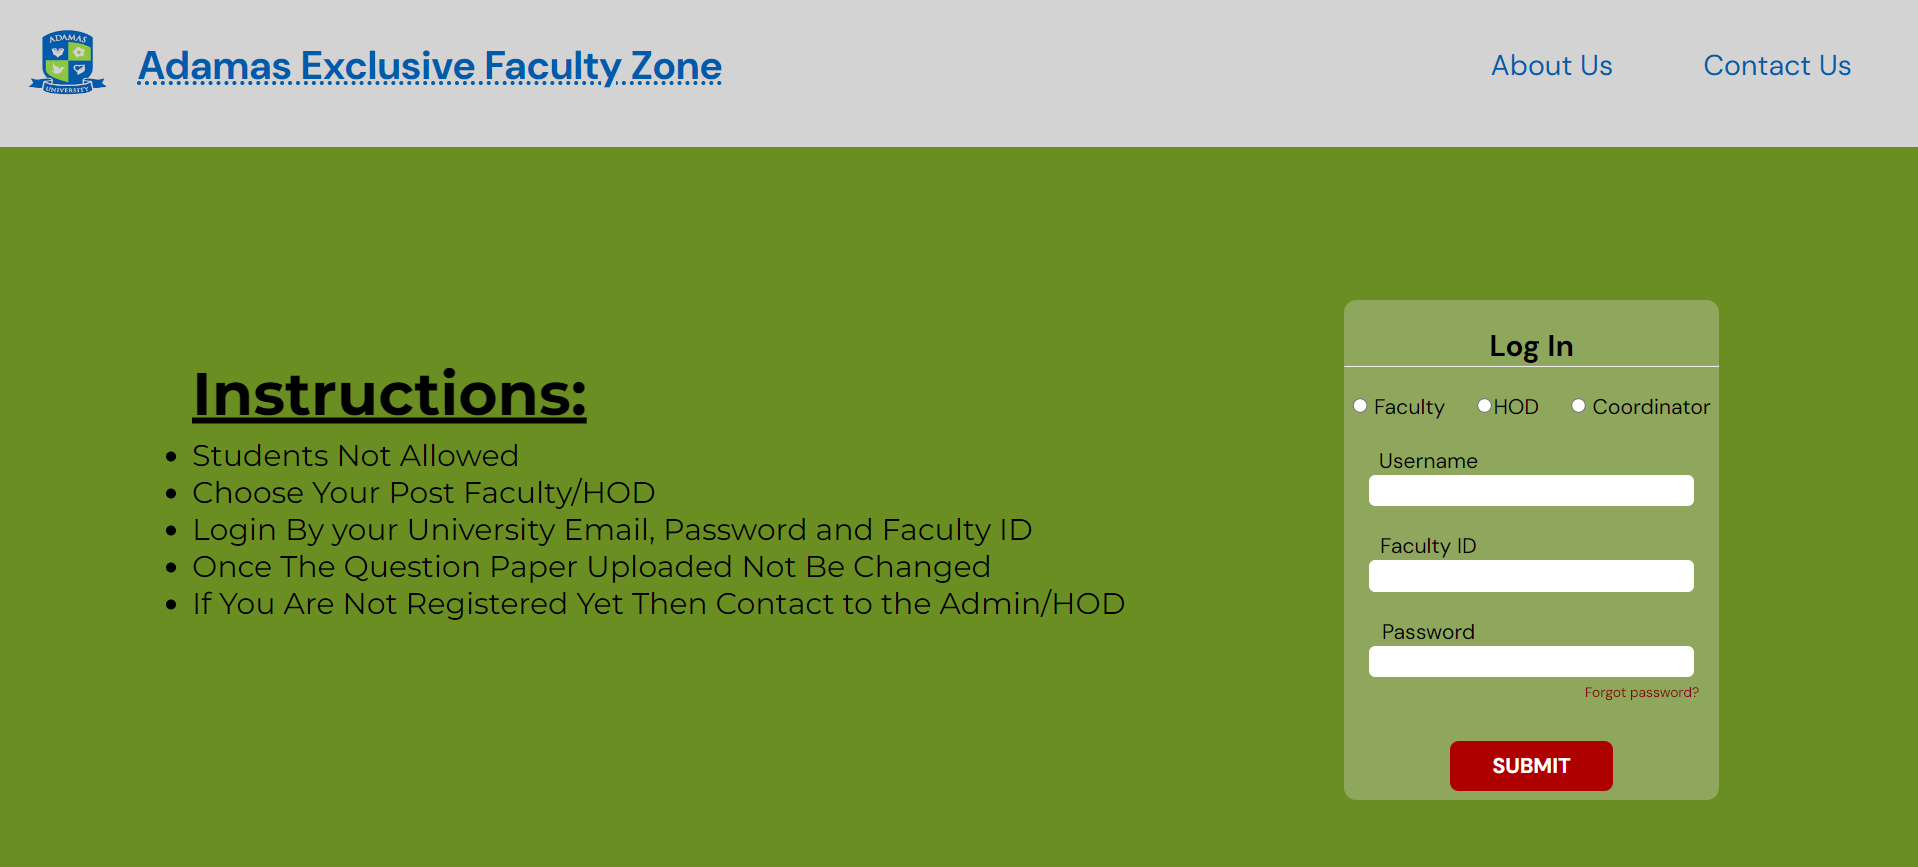 ADAMAS
UNIVERSITY
Adamas Exclusive Faculty Zone
About Us
Contact Us
Instructions:
Students Not Allowed
Choose Your Post Faculty/HOD
Login By your University Email, Password and Faculty ID
Once The Question Paper Uploaded Not Be Changed
If You Are Not Registered Yet Then Contact to the Admin/HOD
Log In
Faculty HOD Coordinator
Username
Faculty ID
Password
Forgot password?
SUBMIT